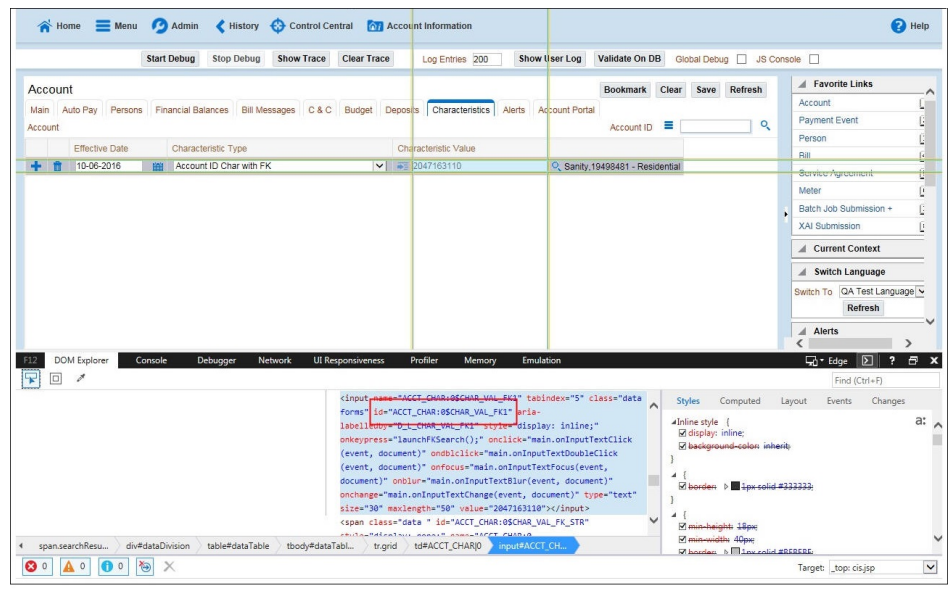 Home Menu Admin History Control Central Account Information Help
Start Debug Stop Debug Show Trace Clear Trace Log Entries 200 Show User Log Validate On DB Global Debug JS Console
Account Bookmark Clear Save Refresh
Main Auto Pay Persons Financial Balances Bill Messages C & C Budget Deposits Characteristics Alerts Account Portal
Account Account ID
Effective Date Characteristic Type Characteristic Value
10-06-2016 Account ID Char with FK 2047163110 Sanity,19498481 - Residential
Favorite Links
Account
Payment Event
Person
Bill
Service Agreement
Meter
Batch Job Submission +
XAI Submission
Current Context
Switch Language
Switch To QA Test Language
Refresh
Alerts
F12 DOM Explorer Console Debugger Network UI Responsiveness Profiler Memory Emulation Edge ?
Find (Ctrl+F)
<input name="ACCT_CHAR:0$CHAR_VAL_FK1" tabindex="5" class="data
forms" id="ACCT_CHAR:0$CHAR_VAL_FK1" aria-
labelledby="D_L_CHAR_VAL_FK1" style="display: inline;"
onkeypress="launchFKSearch();" onclick="main.onInputTextClick
(event, document)" ondblclick="main.onInputTextDoubleClick
(event, document)" onfocus="main.onInputTextFocus(event,
document)" onblur="main.onInputTextBlur(event, document)"
onchange="main.onInputTextChange(event, document)" type="text"
size="30" maxlength="50" value="2047163110"></input>
<span class="data " id="ACCT_CHAR:0$CHAR_VAL_FK_STR"
Styles Computed Layout Events Changes
Inline style { a:
display: inline;
background-color: inherit;
}
{
border: 1px solid #333333;
}
{
min-height: 18px;
min-width: 40px;
border: 1px solid #BEBEBE;
span.searchResu... div#dataDivision table#dataTable tbody#dataTabl... tr.grid td#ACCT_CHAR|0 input#ACCT_CH...
0 0 0 Target: _top: cis.jsp